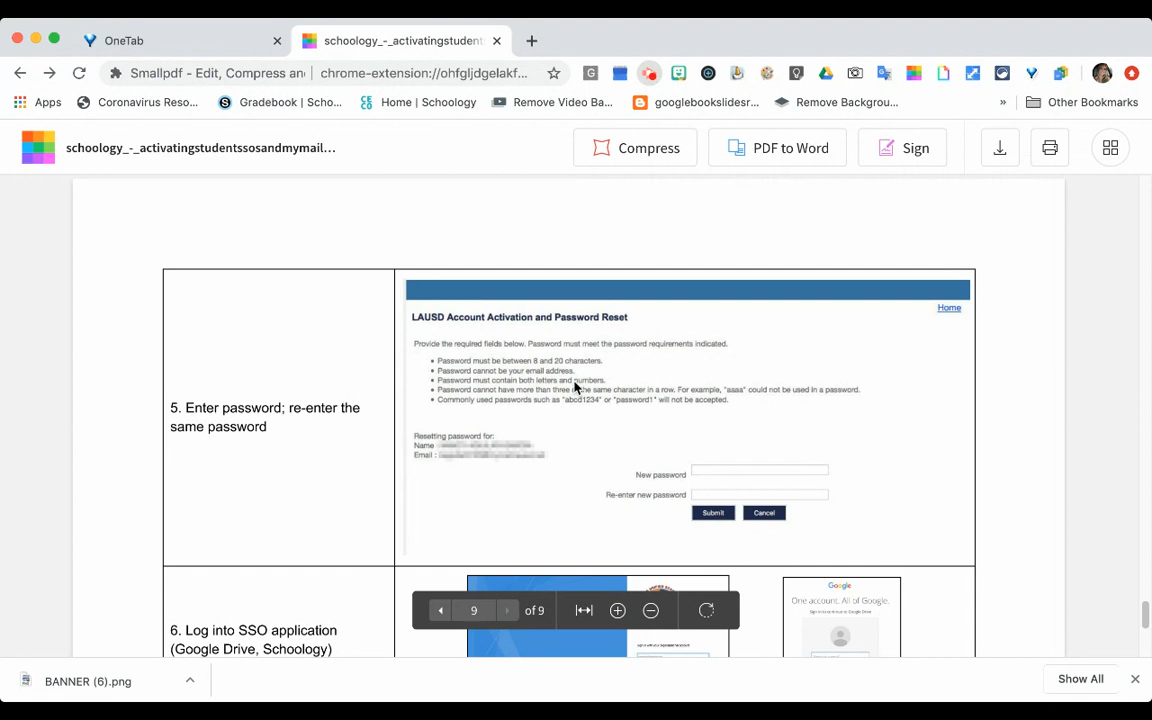 OneTab
schoology_-_activatingstudent
Smallpdf - Edit, Compress an
chrome-extension://ohfgljdgelakf...
Apps
Coronavirus Reso...
Gradebook | Scho...
Home | Schoology
Remove Video Ba...
googlebookslidesr...
Remove Backgrou...
»
Other Bookmarks
schoology_-_activatingstudentssosandmymail...
Compress
PDF to Word
Sign
Home
LAUSD Account Activation and Password Reset
Provide the required fields below. Password must meet the password requirements indicated.
• Password must be between 8 and 20 characters.
• Password cannot be your email address.
• Password must contain both letters and numbers.
• Password cannot have more than three of the same character in a row. For example, "aaaa" could not be used in a password.
• Commonly used passwords such as "abcd1234" or "password1" will not be accepted.
5. Enter password; re-enter the
same password
Resetting password for:
Name
Email :
New password
Re-enter new password
Submit
Cancel
6. Log into SSO application
(Google Drive, Schoology)
Google
One account. All of Google.
9
of 9
BANNER (6).png
Show All